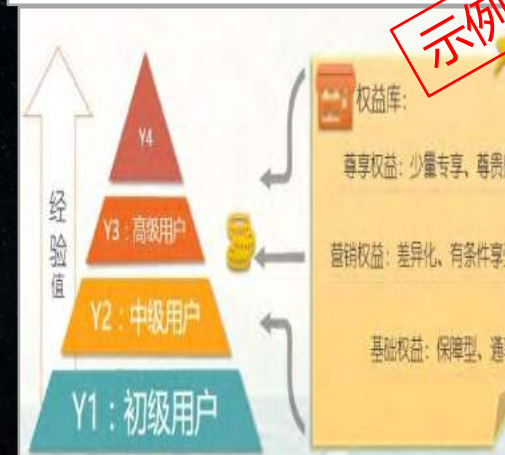 示例
经验值
Y4
Y3：高级用户
Y2：中级用户
Y1：初级用户
权益库：
尊享权益：少量专享、尊贵
营销权益：差异化、有条件享
基础权益：保障型、通